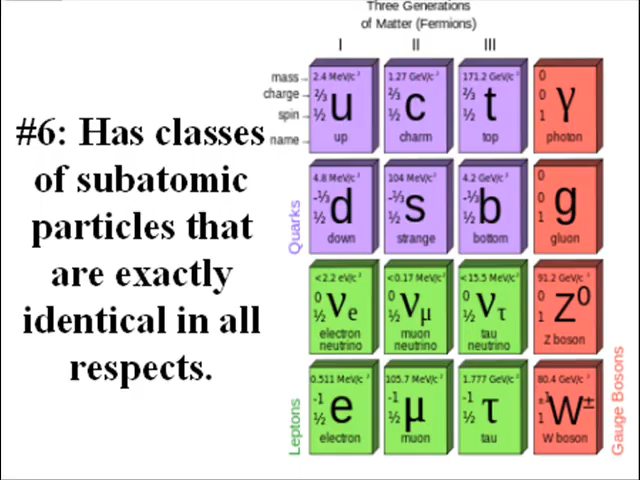 Three Generations
of Matter (Fermions)
I II III
#6: Has classes
of subatomic
particles that
are exactly
identical in all
respects.
mass
charge
spin
name
2.4 MeV/c²
⅔
½
u
up
1.27 GeV/c²
⅔
½
c
charm
171.2 GeV/c²
⅔
½
t
top
0
0
1
γ
photon
Quarks
4.8 MeV/c²
-⅓
½
d
down
104 MeV/c²
-⅓
½
s
strange
4.2 GeV/c²
-⅓
½
b
bottom
0
0
1
g
gluon
<2.2 eV/c²
0
½
νe
electron
neutrino
<0.17 MeV/c²
0
½
νμ
muon
neutrino
<15.5 MeV/c²
0
½
ντ
tau
neutrino
91.2 GeV/c²
0
1
Z⁰
Z boson
Leptons
0.511 MeV/c²
-1
½
e
electron
105.7 MeV/c²
-1
½
μ
muon
1.777 GeV/c²
-1
½
τ
tau
80.4 GeV/c²
±1
1
W±
W boson
Gauge Bosons